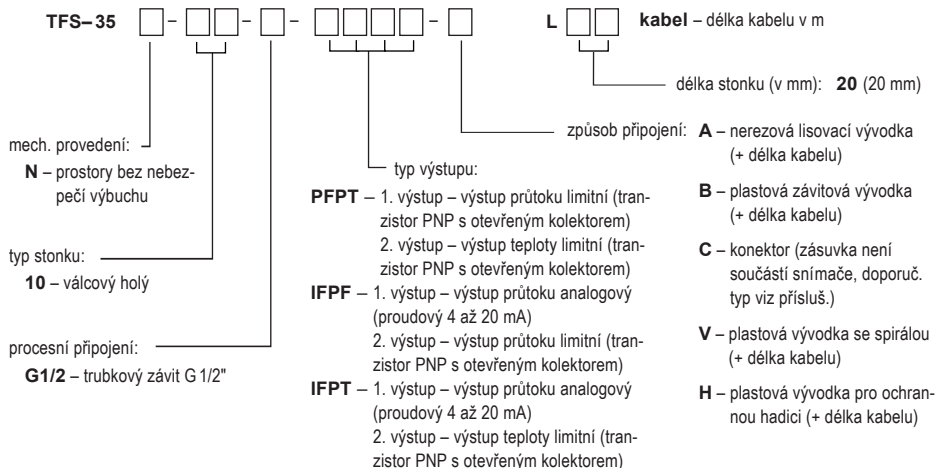 TFS–35 – – – – L kabel – délka kabelu v m
délka stonku (v mm): 20 (20 mm)
mech. provedení:
N – prostory bez nebez-
pečí výbuchu
typ stonku:
10 – válcový holý
procesní připojení:
G1/2 – trubkový závit G 1/2"
typ výstupu:
PFPT – 1. výstup – výstup průtoku limitní (tran-
zistor PNP s otevřeným kolektorem)
2. výstup – výstup teploty limitní (tran-
zistor PNP s otevřeným kolektorem)
IFPF – 1. výstup – výstup průtoku analogový
(proudový 4 až 20 mA)
2. výstup – výstup průtoku limitní (tran-
zistor PNP s otevřeným kolektorem)
IFPT – 1. výstup – výstup průtoku analogový
(proudový 4 až 20 mA)
2. výstup – výstup teploty limitní (tran-
zistor PNP s otevřeným kolektorem)
způsob připojení: A – nerezová lisovací vývodka
(+ délka kabelu)
B – plastová závitová vývodka
(+ délka kabelu)
C – konektor (zásuvka není
součástí snímače, doporuč.
typ viz přísluš.)
V – plastová vývodka se spirálou
(+ délka kabelu)
H – plastová vývodka pro ochran-
nou hadici (+ délka kabelu)